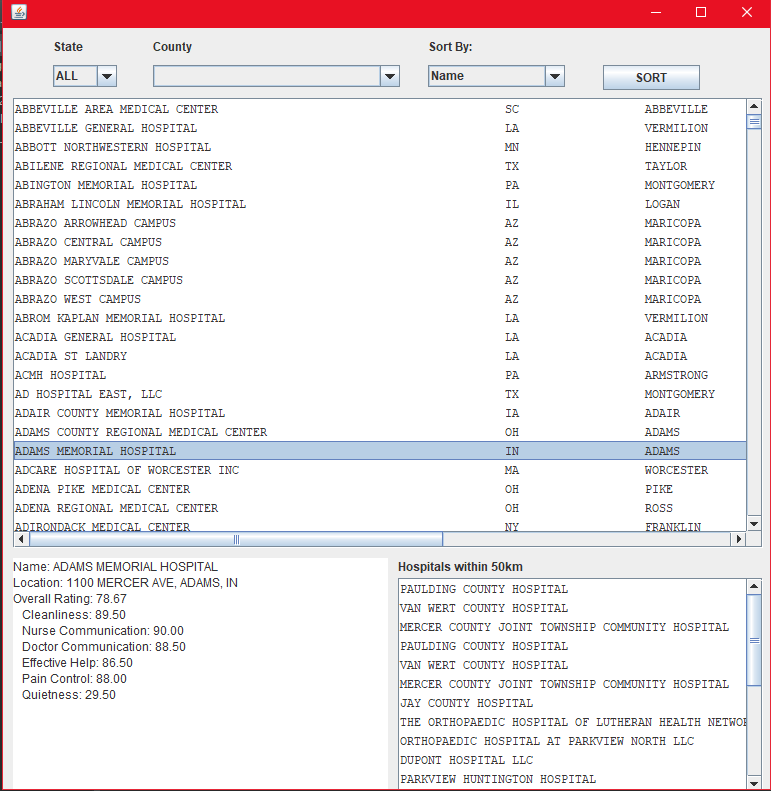 State County Sort By:
ALL Name SORT
ABBEVILLE AREA MEDICAL CENTER SC ABBEVILLE
ABBEVILLE GENERAL HOSPITAL LA VERMILION
ABBOTT NORTHWESTERN HOSPITAL MN HENNEPIN
ABILENE REGIONAL MEDICAL CENTER TX TAYLOR
ABINGTON MEMORIAL HOSPITAL PA MONTGOMERY
ABRAHAM LINCOLN MEMORIAL HOSPITAL IL LOGAN
ABRAZO ARROWHEAD CAMPUS AZ MARICOPA
ABRAZO CENTRAL CAMPUS AZ MARICOPA
ABRAZO MARYVALE CAMPUS AZ MARICOPA
ABRAZO SCOTTSDALE CAMPUS AZ MARICOPA
ABRAZO WEST CAMPUS AZ MARICOPA
ABROM KAPLAN MEMORIAL HOSPITAL LA VERMILION
ACADIA GENERAL HOSPITAL LA ACADIA
ACADIA ST LANDRY LA ACADIA
ACMH HOSPITAL PA ARMSTRONG
AD HOSPITAL EAST, LLC TX MONTGOMERY
ADAIR COUNTY MEMORIAL HOSPITAL IA ADAIR
ADAMS COUNTY REGIONAL MEDICAL CENTER OH ADAMS
ADAMS MEMORIAL HOSPITAL IN ADAMS
ADCARE HOSPITAL OF WORCESTER INC MA WORCESTER
ADENA PIKE MEDICAL CENTER OH PIKE
ADENA REGIONAL MEDICAL CENTER OH ROSS
ADIRONDACK MEDICAL CENTER NY FRANKLIN
Name: ADAMS MEMORIAL HOSPITAL
Location: 1100 MERCER AVE, ADAMS, IN
Overall Rating: 78.67
Cleanliness: 89.50
Nurse Communication: 90.00
Doctor Communication: 88.50
Effective Help: 86.50
Pain Control: 88.00
Quietness: 29.50
Hospitals within 50km
PAULDING COUNTY HOSPITAL
VAN WERT COUNTY HOSPITAL
MERCER COUNTY JOINT TOWNSHIP COMMUNITY HOSPITAL
PAULDING COUNTY HOSPITAL
VAN WERT COUNTY HOSPITAL
MERCER COUNTY JOINT TOWNSHIP COMMUNITY HOSPITAL
JAY COUNTY HOSPITAL
THE ORTHOPAEDIC HOSPITAL OF LUTHERAN HEALTH NETWO
ORTHOPAEDIC HOSPITAL AT PARKVIEW NORTH LLC
DUPONT HOSPITAL LLC
PARKVIEW HUNTINGTON HOSPITAL